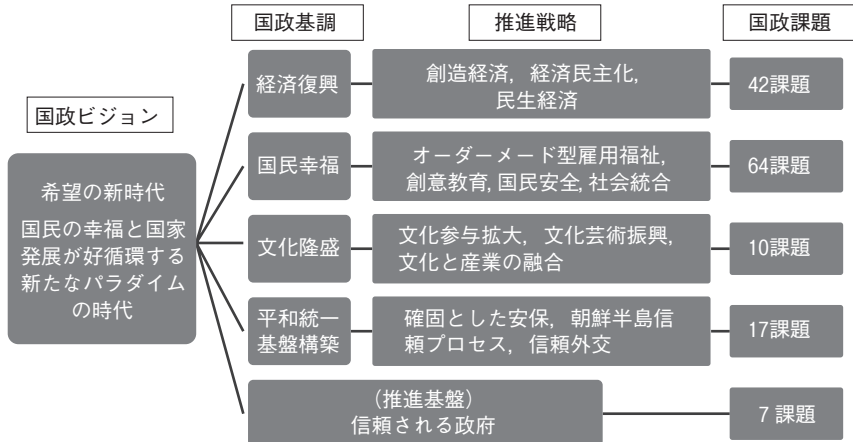 国政基調
推進戦略
国政課題
国政ビジョン
希望の新時代
国民の幸福と国家
発展が好循環する
新たなパラダイム
の時代
経済復興
創造経済，経済民主化，
民生経済
42課題
国民幸福
オーダーメード型雇用福祉，
創意教育，国民安全，社会統合
64課題
文化隆盛
文化参与拡大，文化芸術振興，
文化と産業の融合
10課題
平和統一
基盤構築
確固とした安保，朝鮮半島信
頼プロセス，信頼外交
17課題
（推進基盤）
信頼される政府
7課題